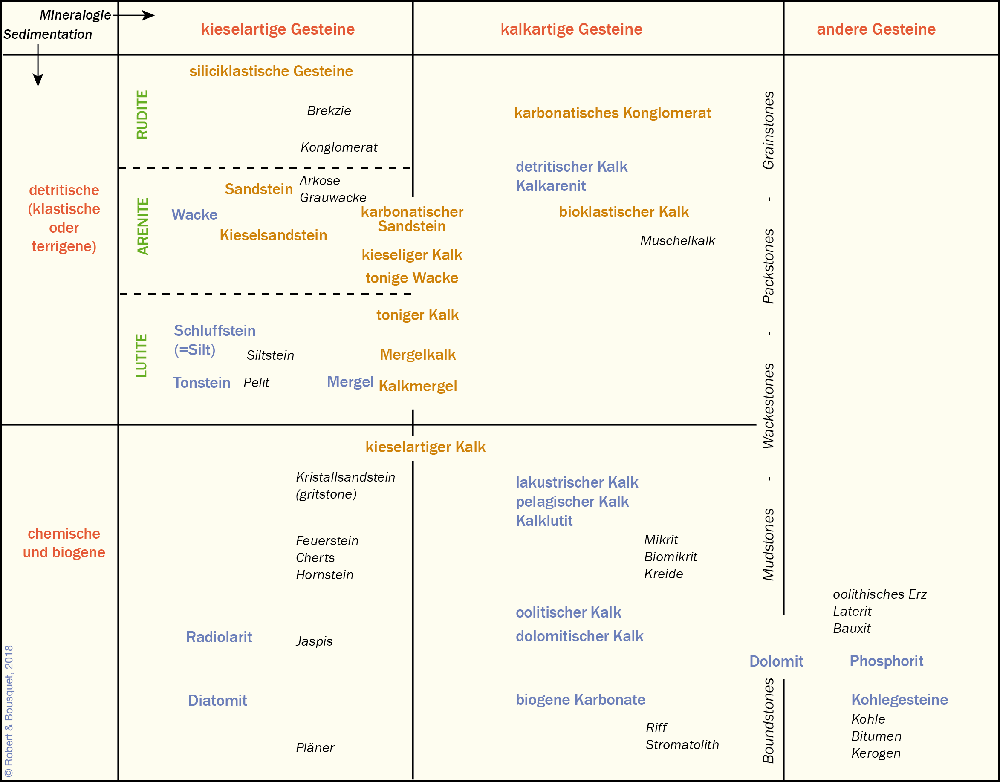 Mineralogie
Sedimentation
kieselartige Gesteine
kalkartige Gesteine
andere Gesteine
detritische
(klastische
oder
terrigene)
RUDITE
siliciklastische Gesteine
Brekzie
Konglomerat
ARENITE
Sandstein
Arkose
Grauwacke
Wacke
Kieselsandstein
karbonatischer
Sandstein
kieseliger Kalk
tonige Wacke
LUTITE
toniger Kalk
Schluffstein
(=Silt)
Siltstein
Mergelkalk
Tonstein
Pelit
Mergel
Kalkmergel
karbonatisches Konglomerat
detritischer Kalk
Kalkarenit
bioklastischer Kalk
Muschelkalk
Mudstones - Wackestones - Packstones - Grainstones
chemische
und biogene
kieselartiger Kalk
Kristallsandstein
(gritstone)
Feuerstein
Cherts
Hornstein
Radiolarit
Jaspis
Diatomit
Pläner
lakustrischer Kalk
pelagischer Kalk
Kalklutit
Mikrit
Biomikrit
Kreide
oolitischer Kalk
dolomitischer Kalk
Dolomit
biogene Karbonate
Riff
Stromatolith
Boundstones
oolithisches Erz
Laterit
Bauxit
Phosphorit
Kohlegesteine
Kohle
Bitumen
Kerogen
© Robert & Bousquet, 2018